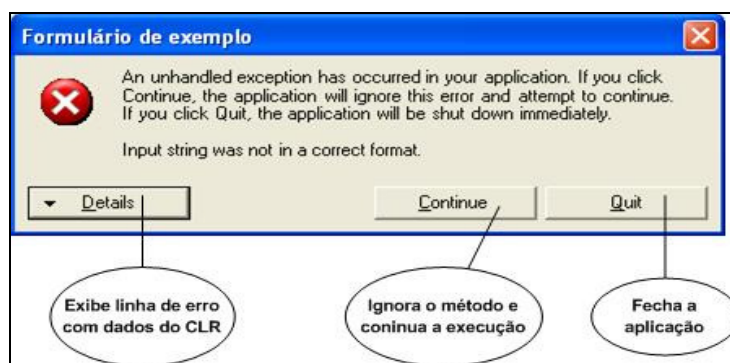 Formulário de exemplo
An unhandled exception has occurred in your application. If you click
Continue, the application will ignore this error and attempt to continue.
If you click Quit, the application will be shut down immediately.
Input string was not in a correct format.
Details
Continue
Quit
Exibe linha de erro
com dados do CLR
Ignora o método e
coninua a execução
Fecha a
aplicação